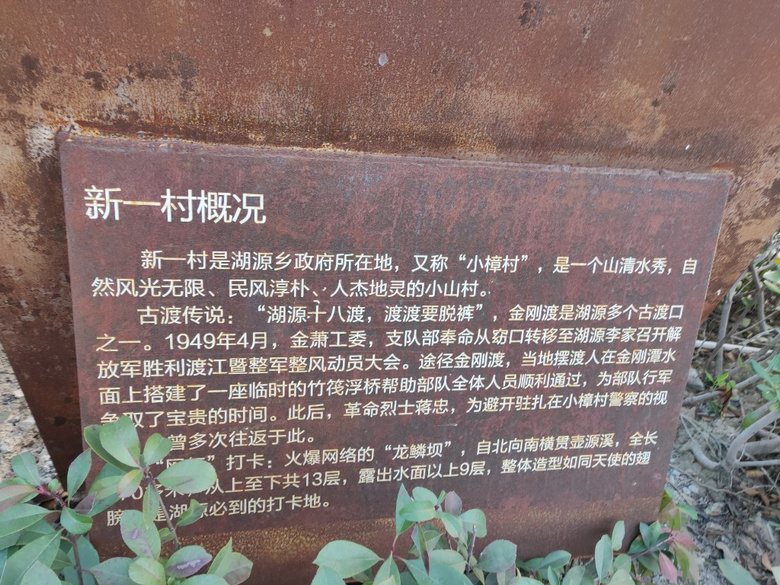 新一村概况
新一村是湖源乡政府所在地，又称“小樟村”，是一个山清水秀，自
然风光无限、民风淳朴、人杰地灵的小山村。
古渡传说：“湖源十八渡，渡渡要脱裤”，金刚渡是湖源多个古渡口
之一。1949年4月，金萧工委，支队部奉命从窈口转移至湖源李家召开解
放军胜利渡江暨整军整风动员大会。途径金刚渡，当地摆渡人在金刚潭水
面上搭建了一座临时的竹筏浮桥帮助部队全体人员顺利通过，为部队行军
争取了宝贵的时间。此后，革命烈士蒋忠，为避开驻扎在小樟村警察的视
曾多次往返于此。
打卡：火爆网络的“龙鳞坝”，自北向南横贯壶源溪，全长
从上至下共13层，露出水面以上9层，整体造型如同天使的翅
膀，是湖源必到的打卡地。